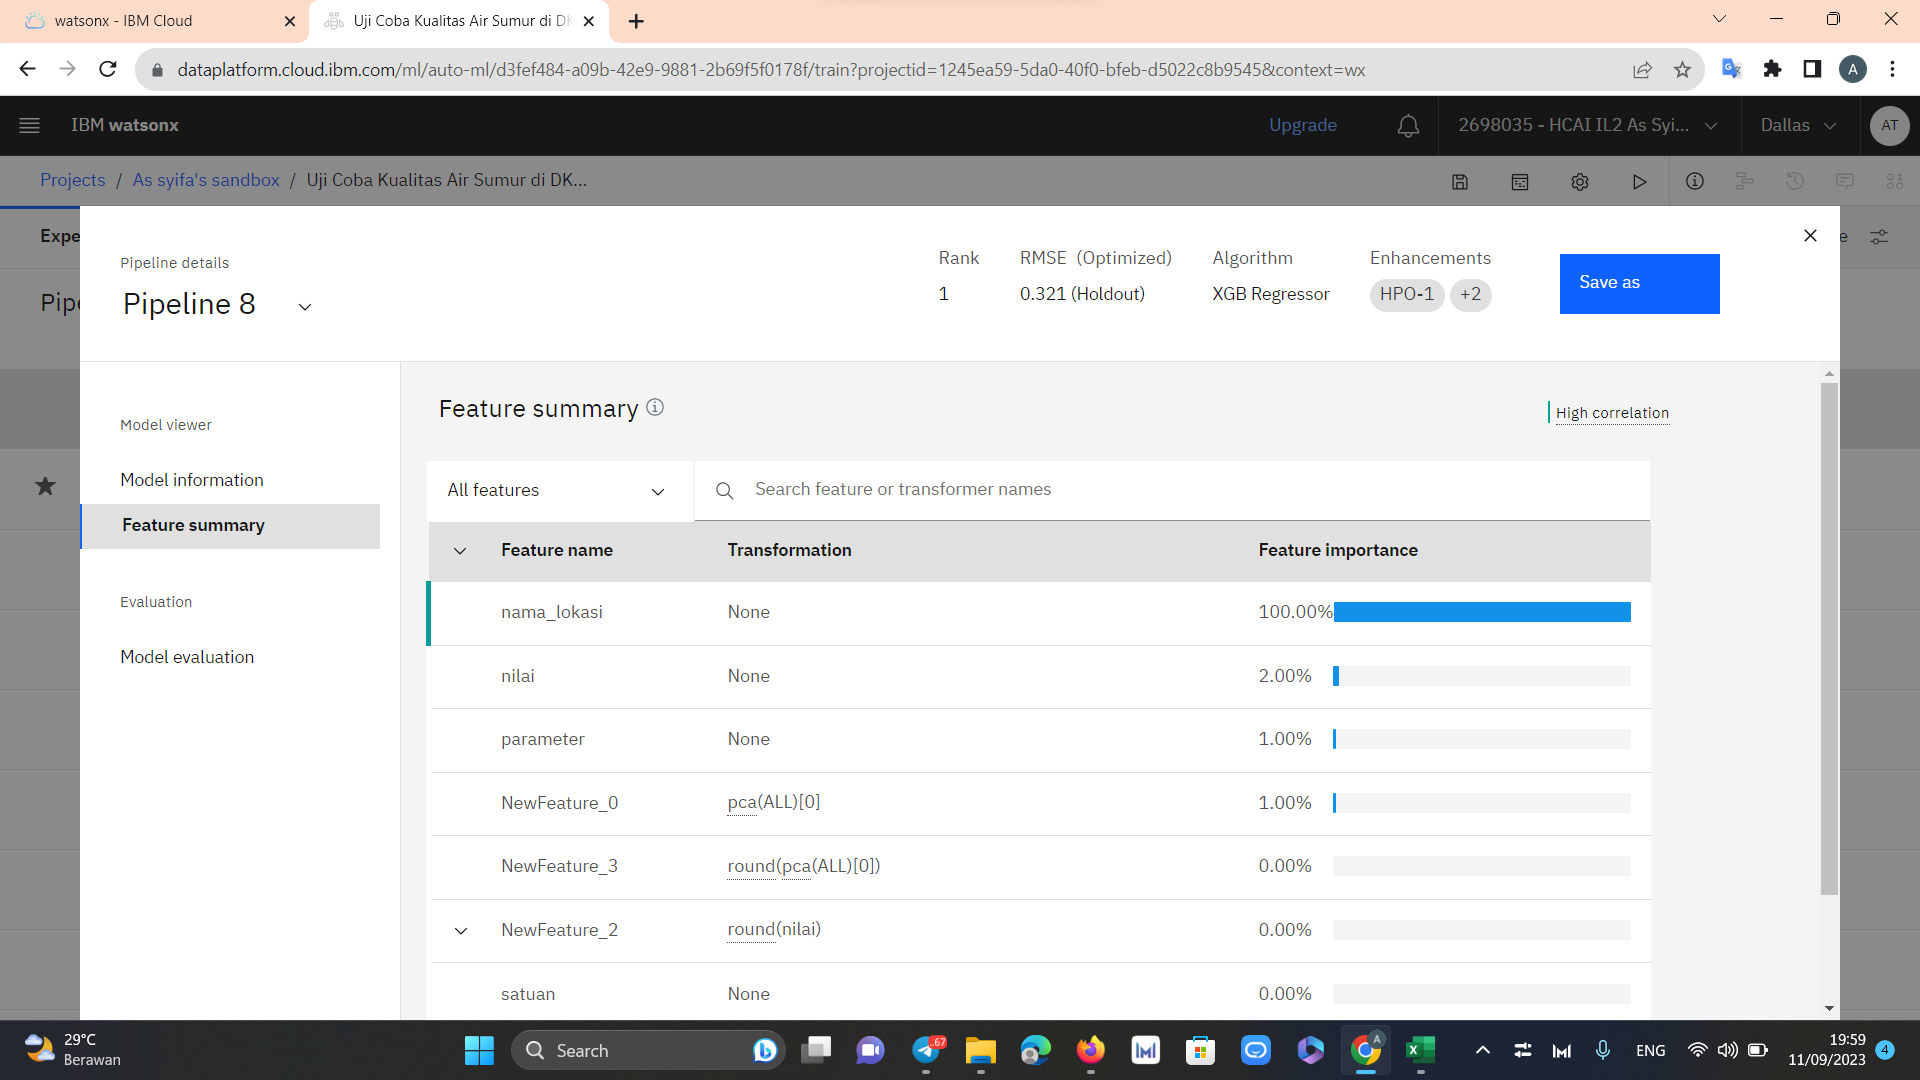 watsonx - IBM Cloud
Uji Coba Kualitas Air Sumur di DK
dataplatform.cloud.ibm.com/ml/auto-ml/d3fef484-a09b-42e9-9881-2b69f5f0178f/train?projectid=1245ea59-5da0-40f0-bfeb-d5022c8b9545&context=wx
A
IBM watsonx
Upgrade
2698035 - HCAI IL2 As Syi...
Dallas
AT
Projects / As syifa's sandbox / Uji Coba Kualitas Air Sumur di DK...
Expe
e
Pipe
Pipeline details
Pipeline 8
Rank
1
RMSE (Optimized)
0.321 (Holdout)
Algorithm
XGB Regressor
Enhancements
HPO-1 +2
Save as
Model viewer
Model information
Feature summary
Evaluation
Model evaluation
Feature summary
High correlation
All features
Search feature or transformer names
Feature name Transformation Feature importance
nama_lokasi None 100.00%
nilai None 2.00%
parameter None 1.00%
NewFeature_0 pca(ALL)[0] 1.00%
NewFeature_3 round(pca(ALL)[0]) 0.00%
NewFeature_2 round(nilai) 0.00%
satuan None 0.00%
29°C
Berawan
Search
..67
A
ENG
19:59
11/09/2023
4